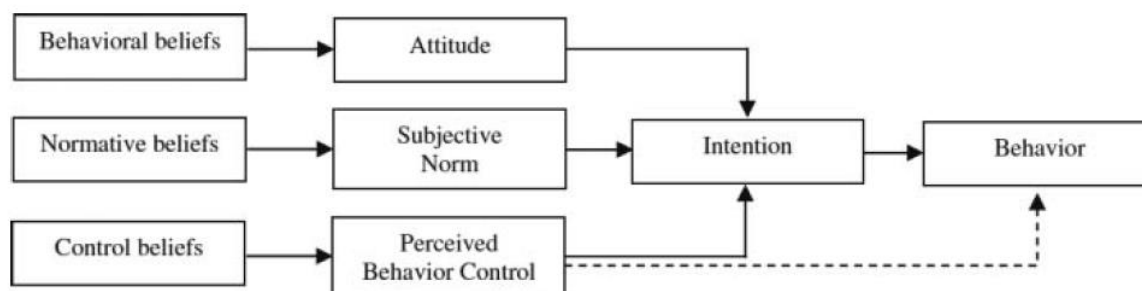 Behavioral beliefs
Attitude
Normative beliefs
Subjective
Norm
Intention
Behavior
Control beliefs
Perceived
Behavior Control